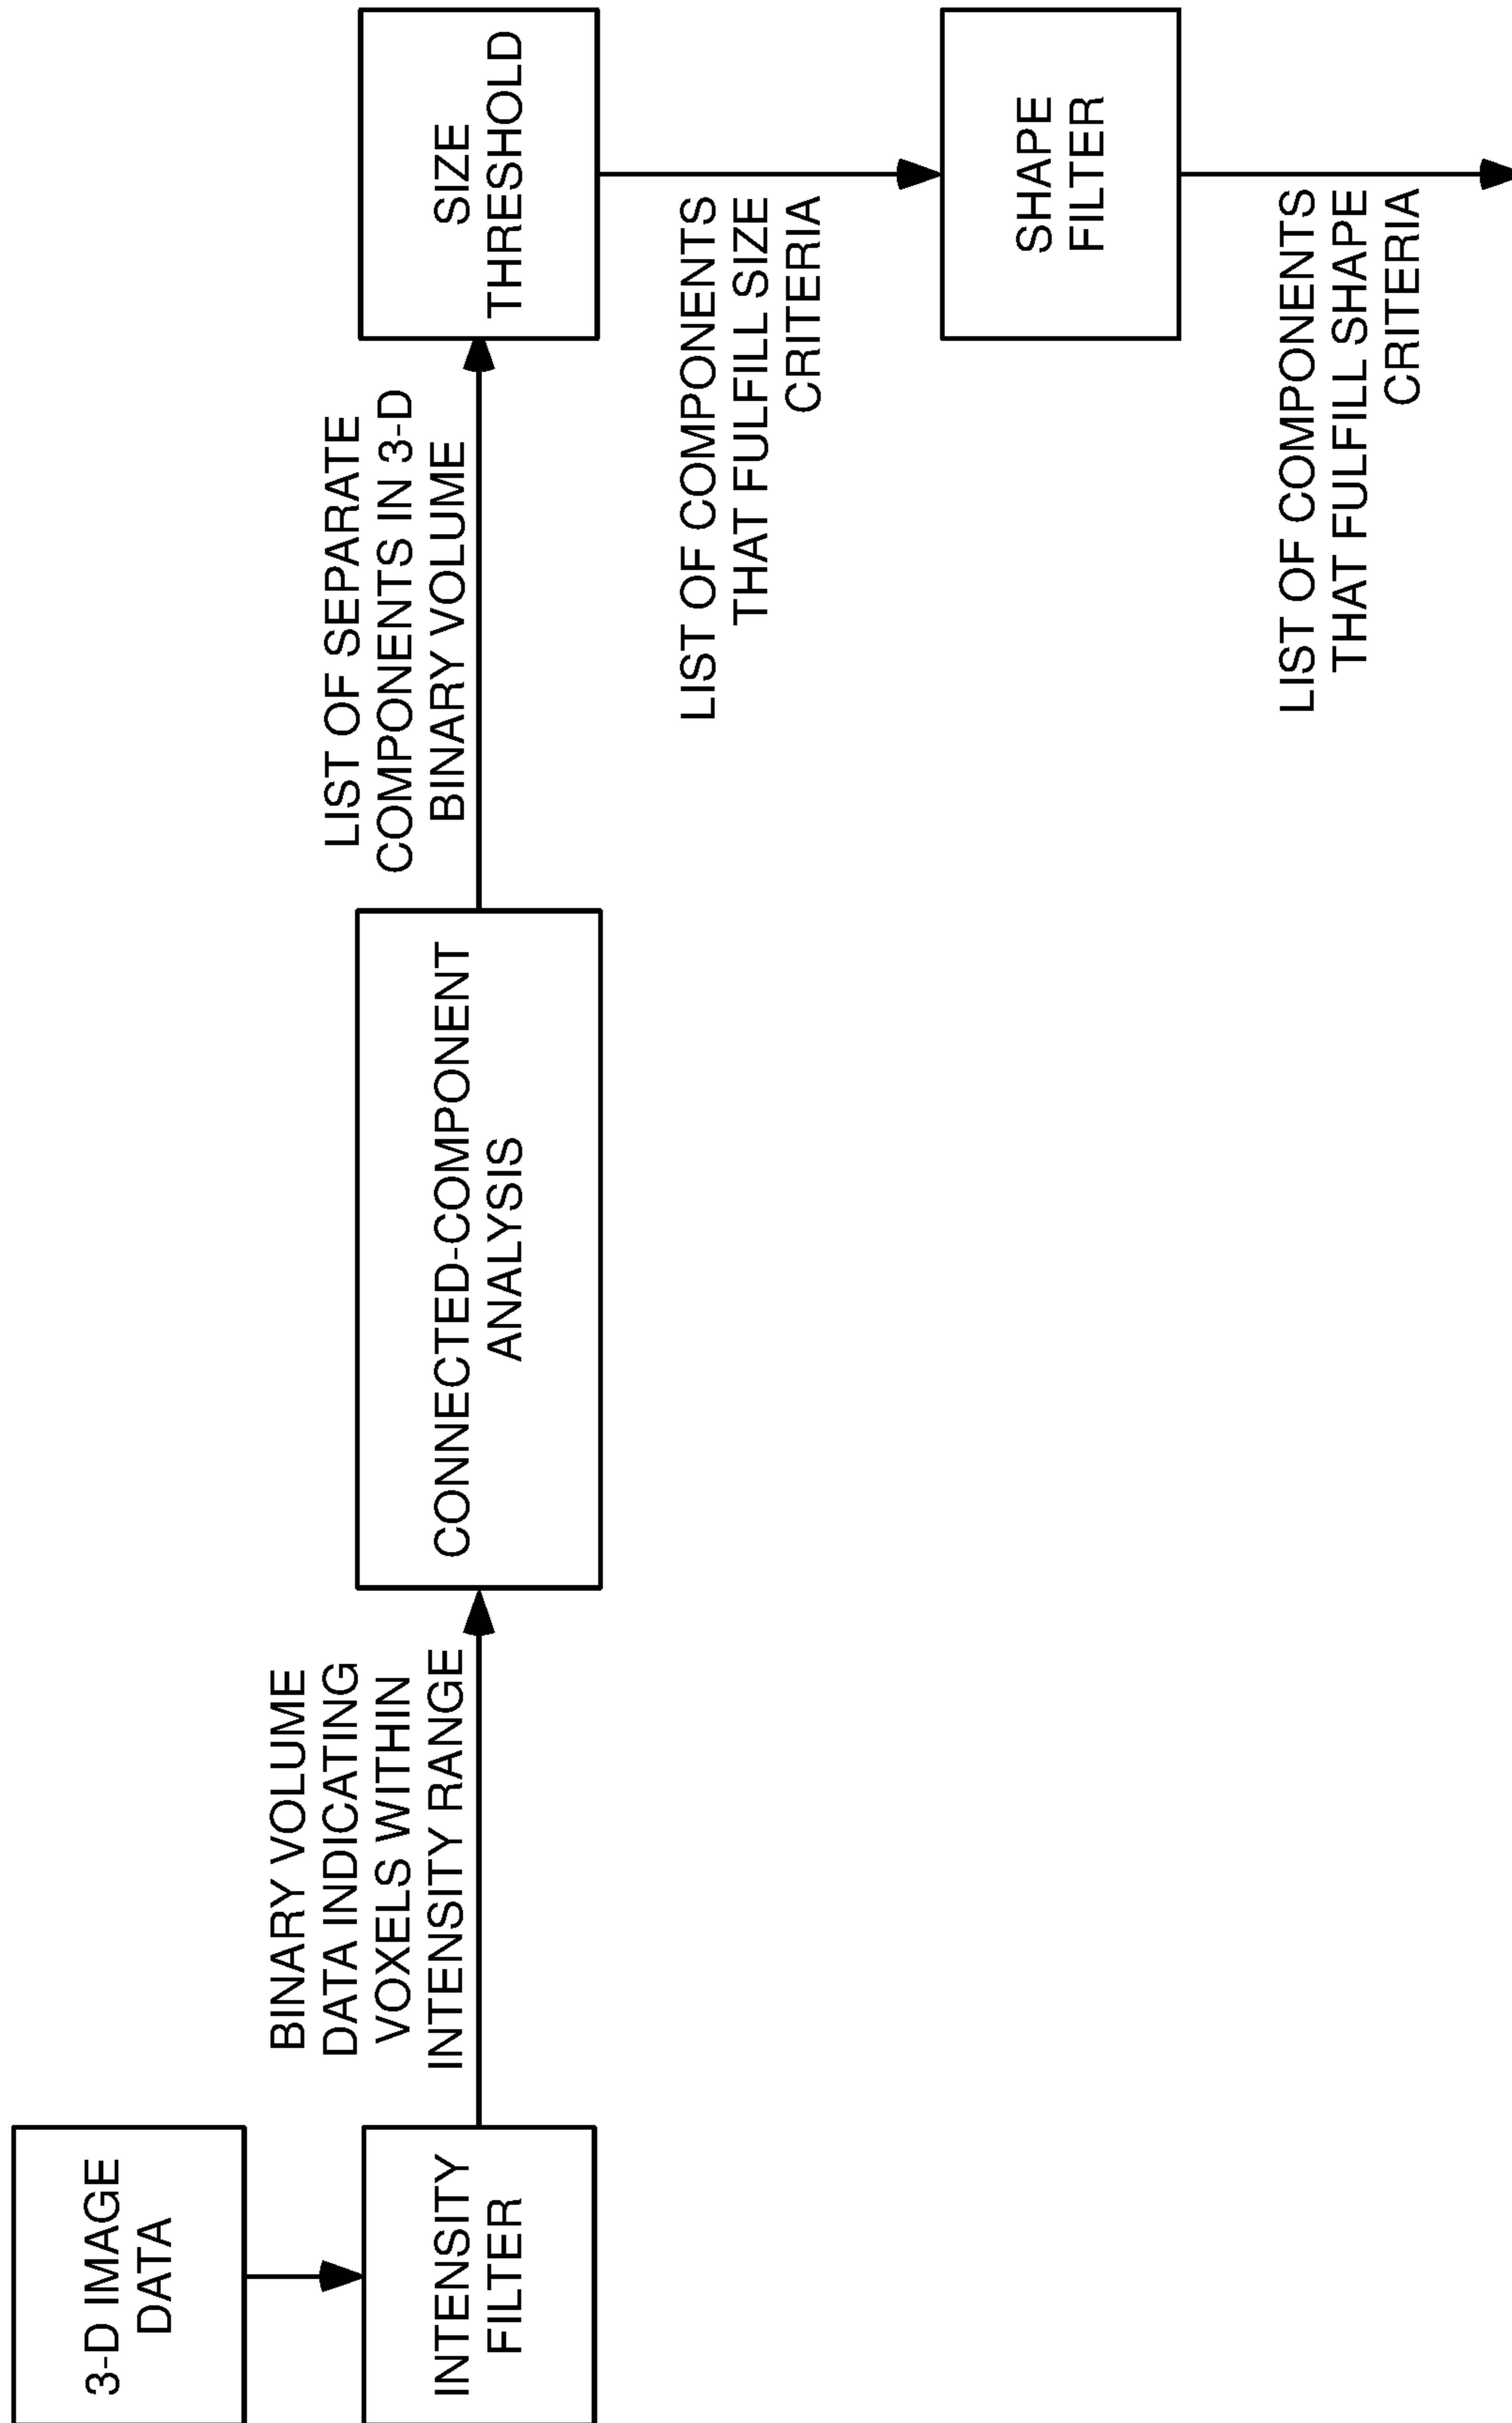 3-D IMAGE
DATA
INTENSITY
FILTER
BINARY VOLUME
DATA INDICATING
VOXELS WITHIN
INTENSITY RANGE
CONNECTED-COMPONENT
ANALYSIS
LIST OF SEPARATE
COMPONENTS IN 3-D
BINARY VOLUME
SIZE
THRESHOLD
LIST OF COMPONENTS
THAT FULFILL SIZE
CRITERIA
SHAPE
FILTER
LIST OF COMPONENTS
THAT FULFILL SHAPE
CRITERIA